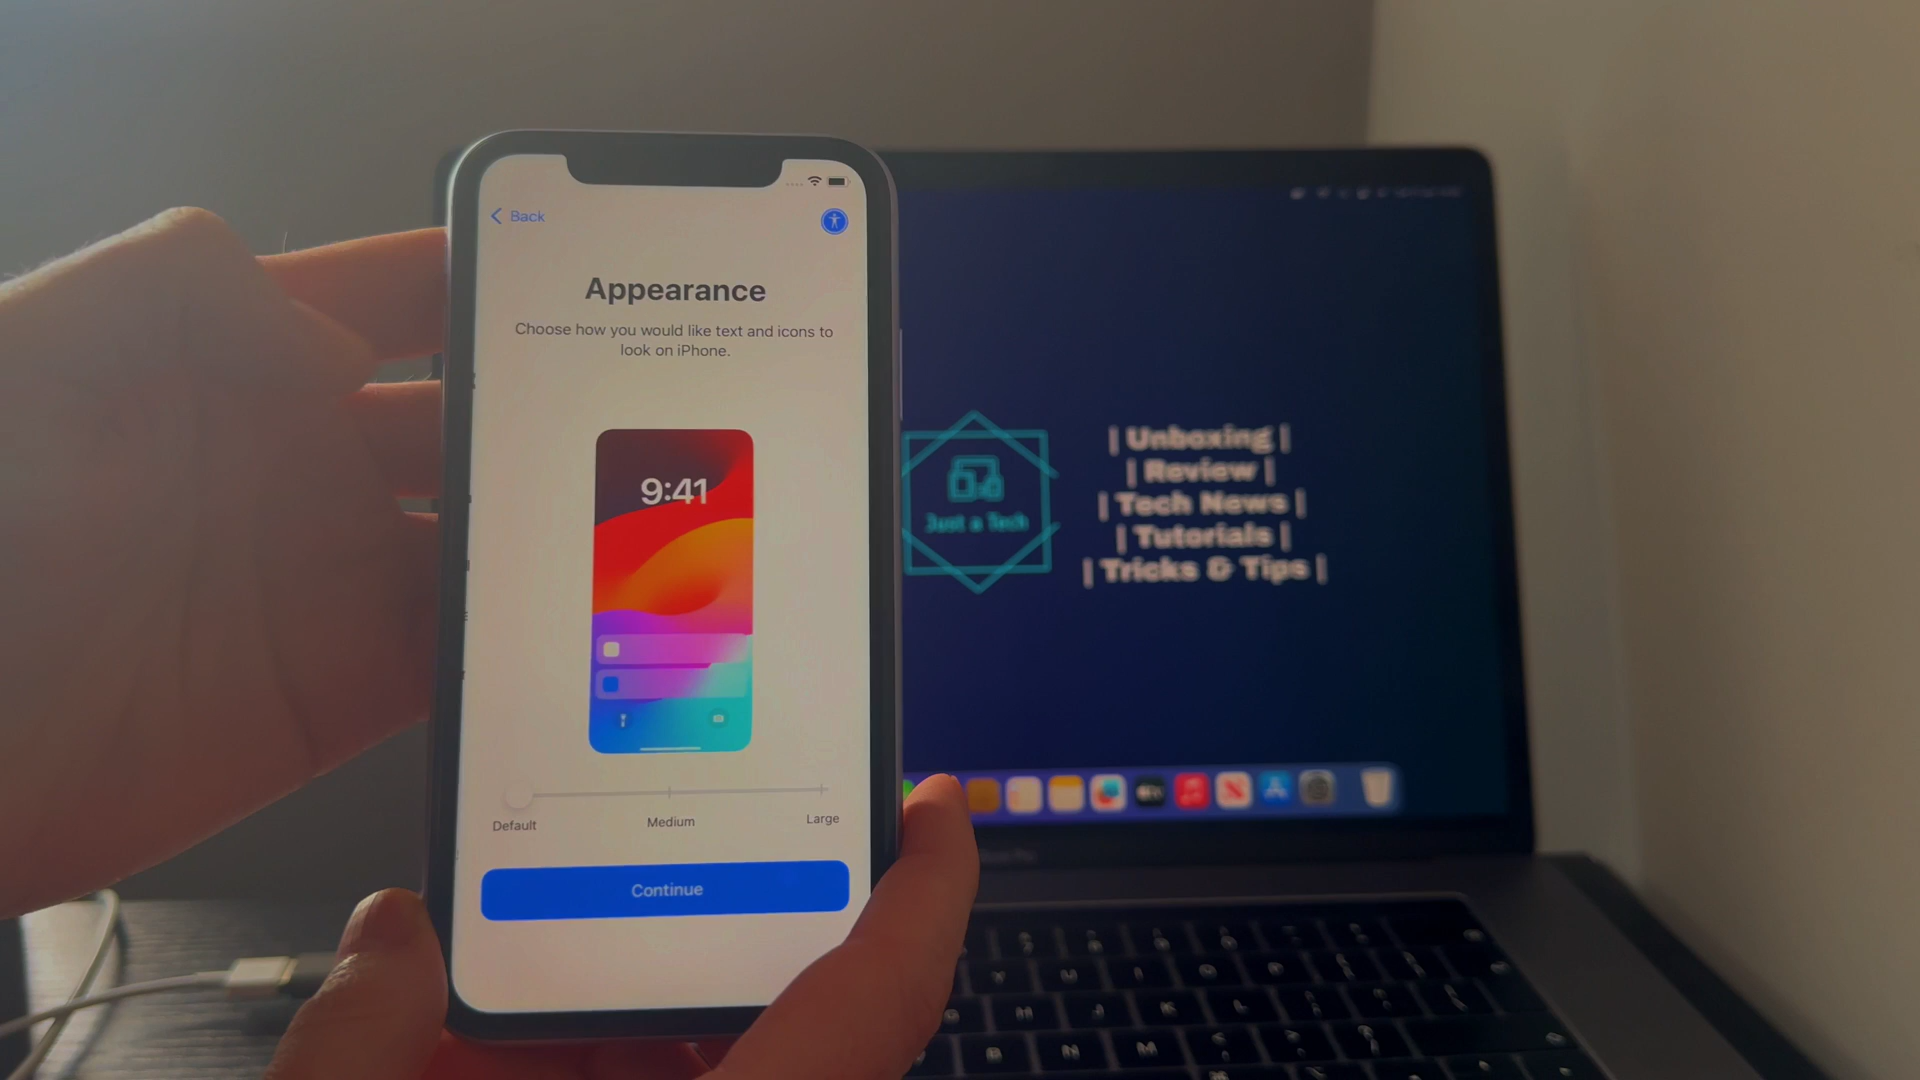 Back
Appearance
Choose how you would like text and icons to
look on iPhone.
9:41
Default
Medium
Large
Continue
Just a Tech
| Unboxing |
| Review |
| Tech News |
| Tutorials |
| Tricks & Tips |